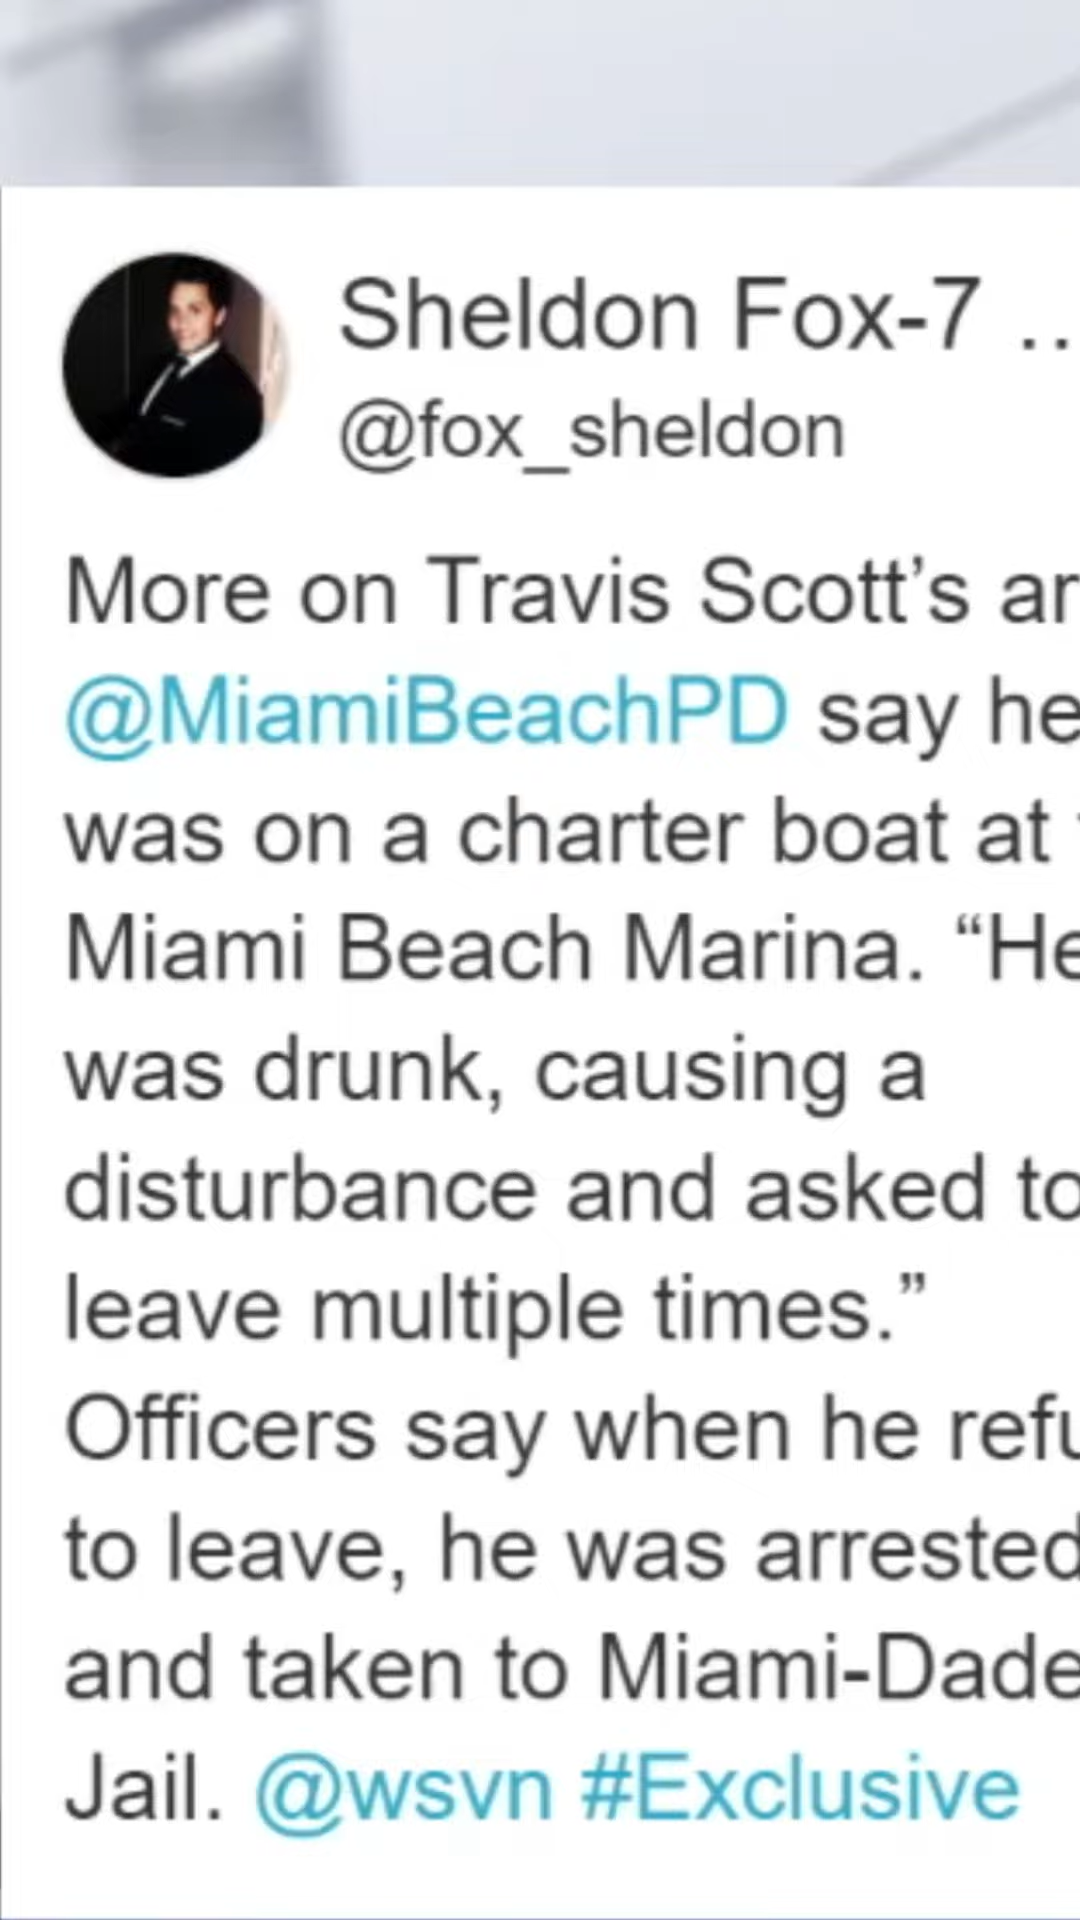 Sheldon Fox-7 ..
@fox_sheldon
More on Travis Scott’s ar
@MiamiBeachPD say he
was on a charter boat at
Miami Beach Marina. “He
was drunk, causing a
disturbance and asked to
leave multiple times.”
Officers say when he refu
to leave, he was arrested
and taken to Miami-Dade
Jail. @wsvn #Exclusive